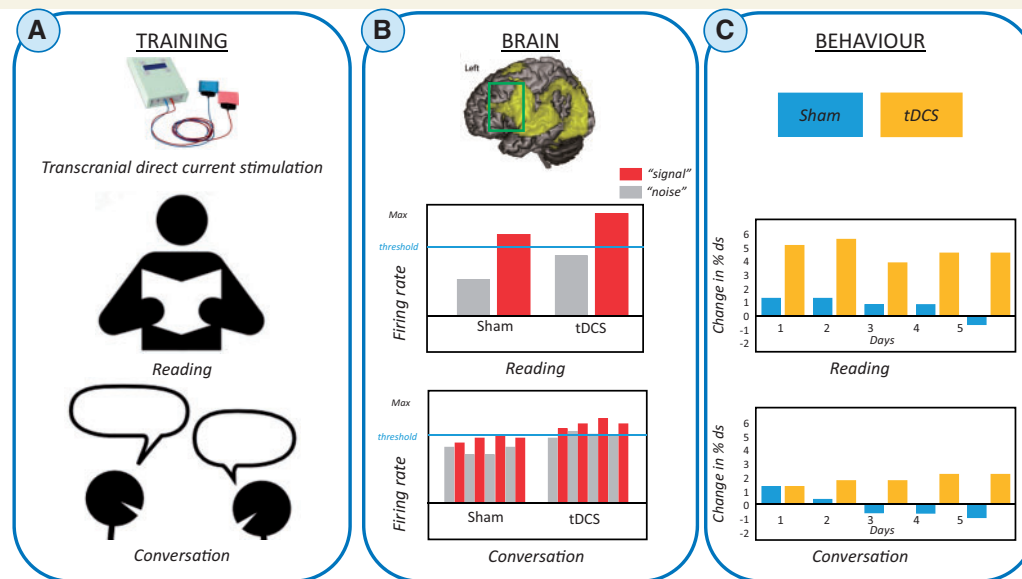 A
TRAINING
Transcranial direct current stimulation
Reading
Conversation
B
BRAIN
Left
"signal"
"noise"
Max
threshold
Firing rate
Sham
tDCS
Reading
Max
threshold
Firing rate
Sham
tDCS
Conversation
C
BEHAVIOUR
Sham
tDCS
Change in % ds
6
5
4
3
2
1
0
-1
-2
1 2 3 4 5
Days
Reading
Change in % ds
6
5
4
3
2
1
0
-1
-2
1 2 3 4 5
Days
Conversation